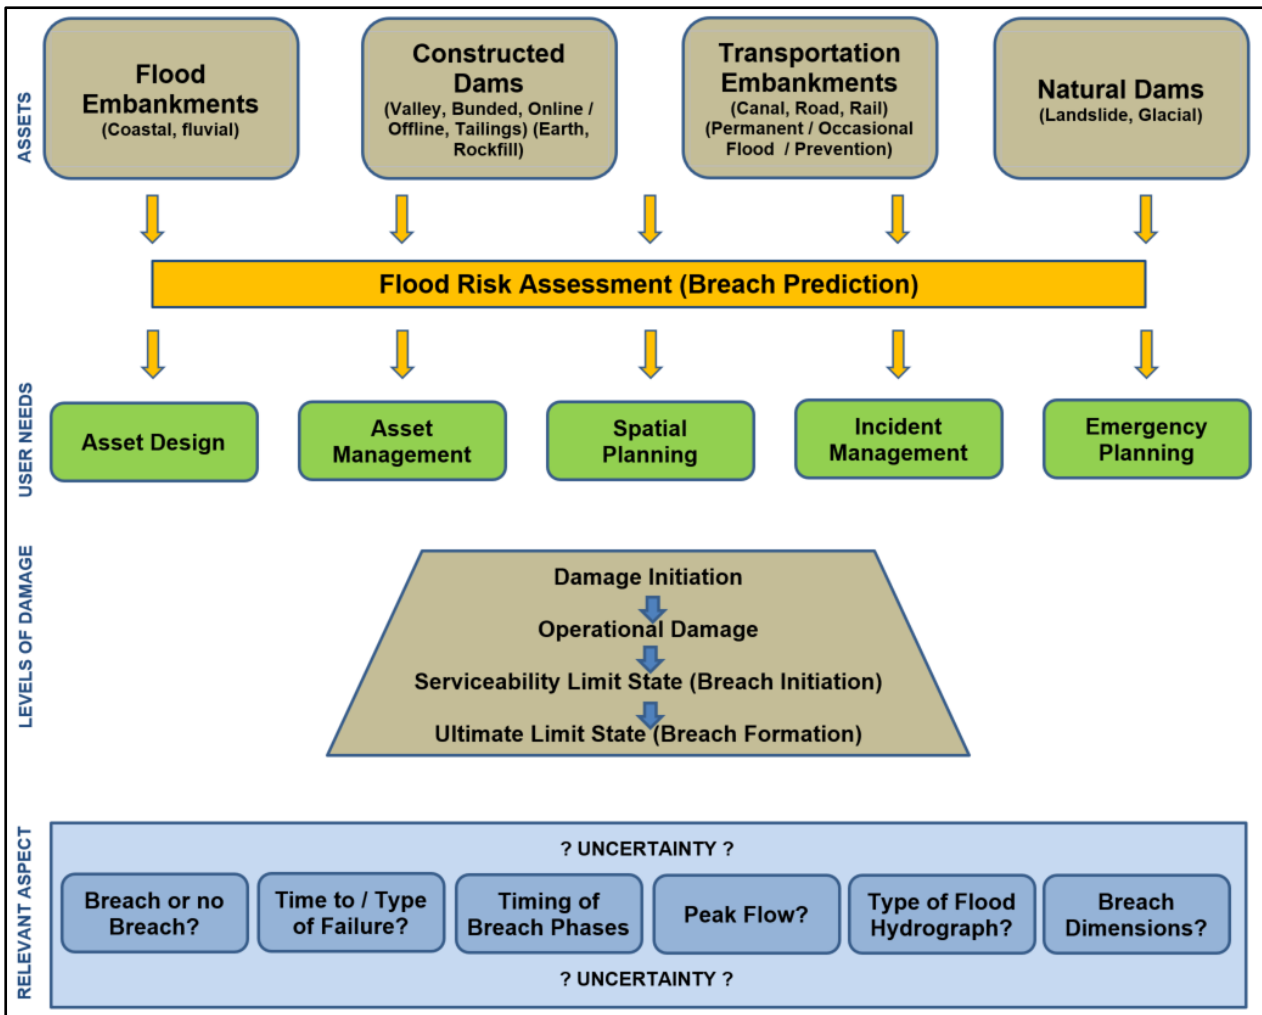 ASSETS
Flood
Embankments
(Coastal, fluvial)
Constructed
Dams
(Valley, Bunded, Online /
Offline, Tailings) (Earth,
Rockfill)
Transportation
Embankments
(Canal, Road, Rail)
(Permanent / Occasional
Flood / Prevention)
Natural Dams
(Landslide, Glacial)
Flood Risk Assessment (Breach Prediction)
USER NEEDS
Asset Design
Asset
Management
Spatial
Planning
Incident
Management
Emergency
Planning
LEVELS OF DAMAGE
Damage Initiation
Operational Damage
Serviceability Limit State (Breach Initiation)
Ultimate Limit State (Breach Formation)
RELEVANT ASPECT
? UNCERTAINTY ?
Breach or no
Breach?
Time to / Type
of Failure?
Timing of
Breach Phases
Peak Flow?
Type of Flood
Hydrograph?
Breach
Dimensions?
? UNCERTAINTY ?